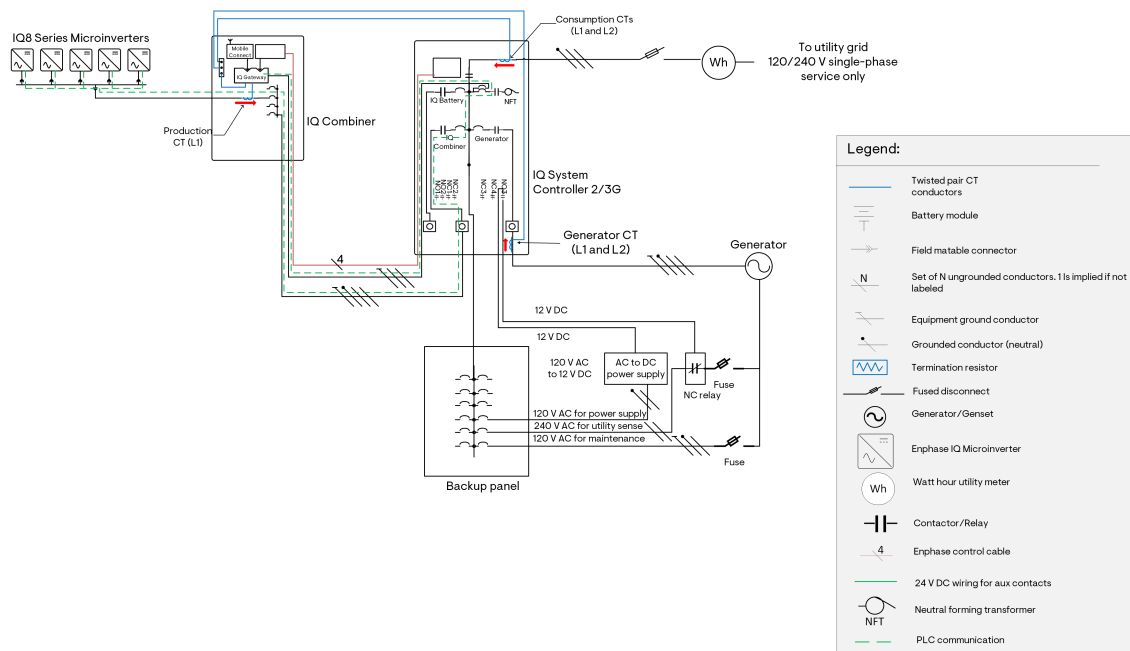 Consumption CTs
(L1 and L2)
IQ8 Series Microinverters
Mobile
Connect
IQ Gateway
Wh
To utility grid
120/240 V single-phase
service only
IQ Battery
NFT
Production
CT (L1)
IQ Combiner
IQ
Combiner
Generator
IQ System
Controller 2/3G
NO1
NO2
NC1
NC2
NC3
NC4
Generator CT
(L1 and L2)
Generator
4
12 V DC
12 V DC
120 V AC
to 12 V DC
AC to DC
power supply
NC relay
Fuse
120 V AC for power supply
240 V AC for utility sense
120 V AC for maintenance
Fuse
Backup panel
Legend:
Twisted pair CT
conductors
Battery module
Field matable connector
N
Set of N ungrounded conductors. 1 Is implied if not
labeled
Equipment ground conductor
Grounded conductor (neutral)
Termination resistor
Fused disconnect
Generator/Genset
Enphase IQ Microinverter
Wh
Watt hour utility meter
Contactor/Relay
4
Enphase control cable
24 V DC wiring for aux contacts
Neutral forming transformer
NFT
PLC communication